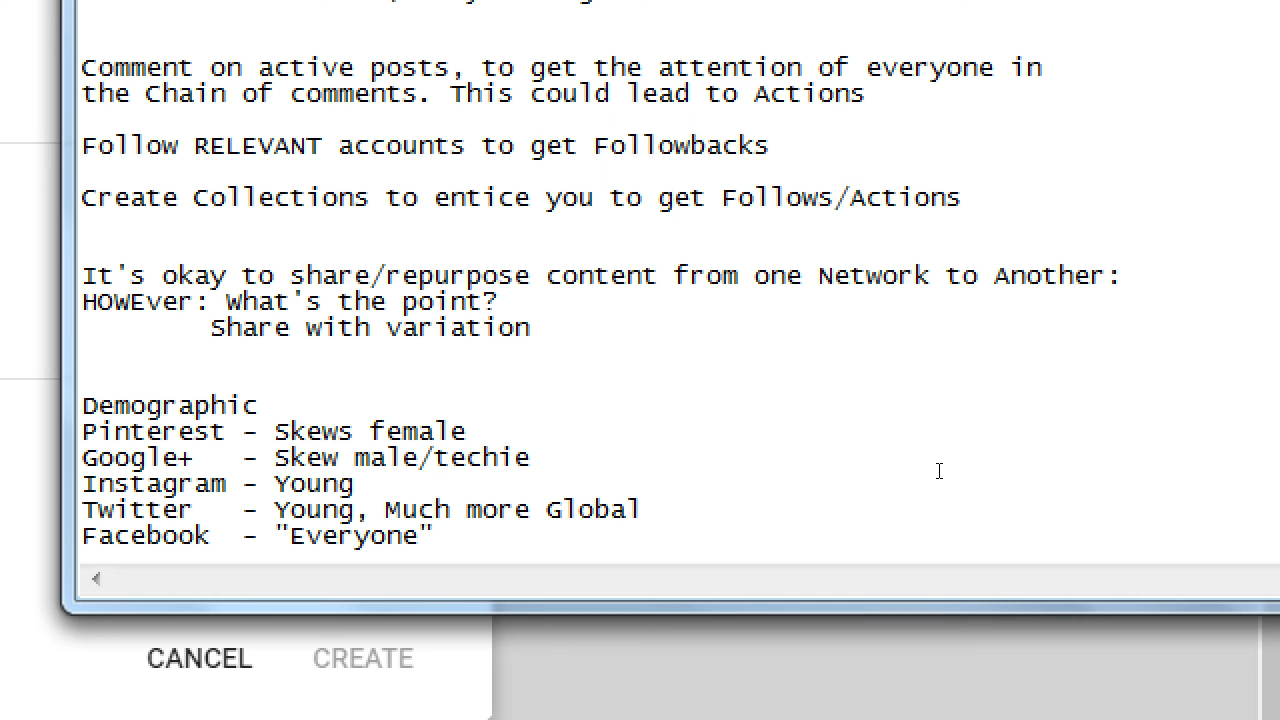 Comment on active posts, to get the attention of everyone in
the Chain of comments. This could lead to Actions
Follow RELEVANT accounts to get Followbacks
Create Collections to entice you to get Follows/Actions
It's okay to share/repurpose content from one Network to Another:
HOWEver: What's the point?
Share with variation
Demographic
Pinterest - Skews female
Google+ - Skew male/techie
Instagram - Young
Twitter - Young, Much more Global
Facebook - "Everyone"
CANCEL CREATE